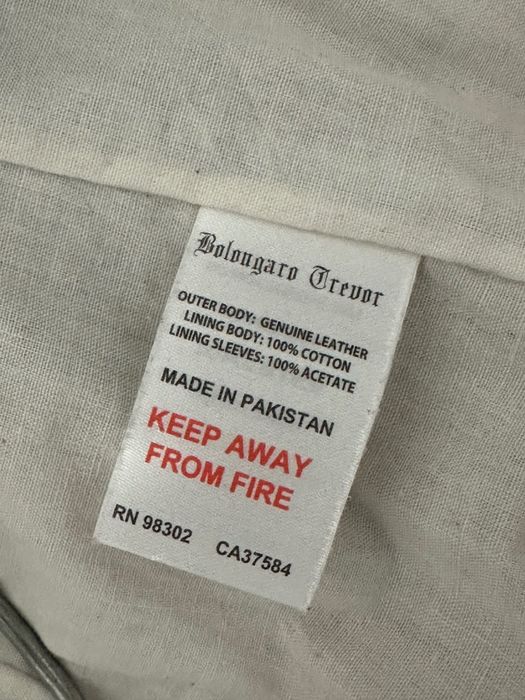 Bolongaro Trevor
OUTER BODY: GENUINE LEATHER
LINING BODY: 100% COTTON
LINING SLEEVES: 100% ACETATE
MADE IN PAKISTAN
KEEP AWAY
FROM FIRE
RN 98302 CA37584